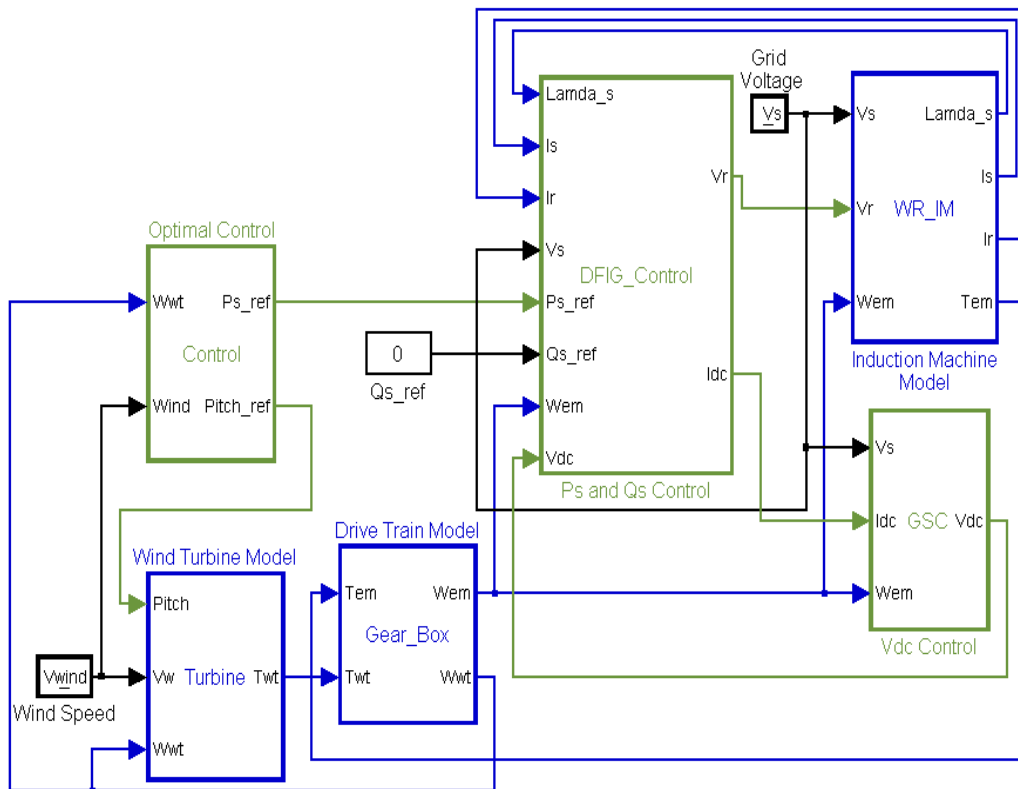 Grid
Voltage
Vs
Lamda_s
Is
Ir
Vs
Ps_ref
Qs_ref
Wem
Vdc
Vr
Idc
DFIG_Control
Ps and Qs Control
Vs
Vr
Wem
Lamda_s
Is
Ir
Tem
WR_IM
Induction Machine
Model
Optimal Control
Wwt
Wind
Ps_ref
Pitch_ref
Control
0
Qs_ref
Vs
Idc
Wem
GSC
Vdc
Vdc Control
Drive Train Model
Tem
Twt
Wem
Wwt
Gear_Box
Wind Turbine Model
Pitch
Vw
Wwt
Turbine
Twt
Vwind
Wind Speed